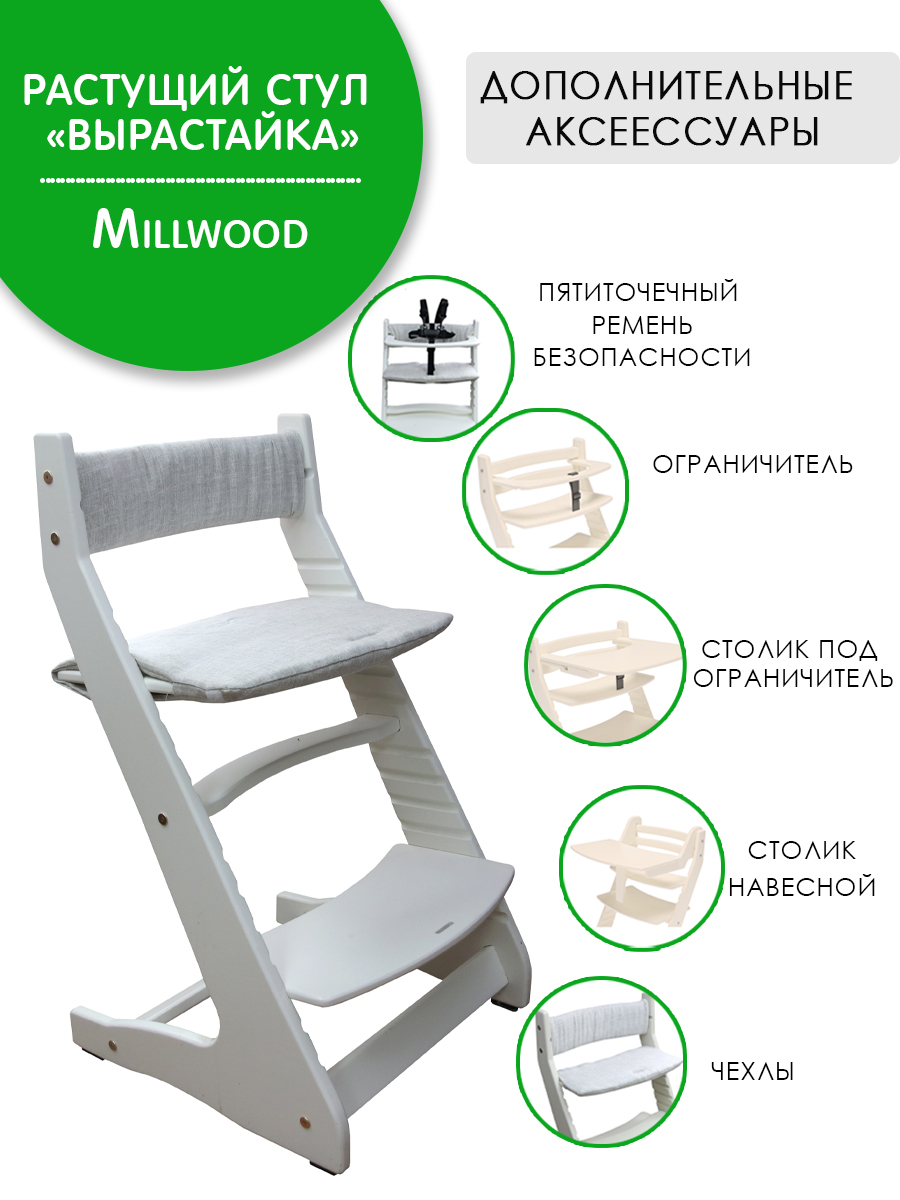 РАСТУЩИЙ СТУЛ
«ВЫРАСТАЙКА»
MILLWOOD
ДОПОЛНИТЕЛЬНЫЕ
АКСЕЕССУАРЫ
ПЯТИТОЧЕЧНЫЙ
РЕМЕНЬ
БЕЗОПАСНОСТИ
ОГРАНИЧИТЕЛЬ
СТОЛИК ПОД
ОГРАНИЧИТЕЛЬ
СТОЛИК
НАВЕСНОЙ
ЧЕХЛЫ